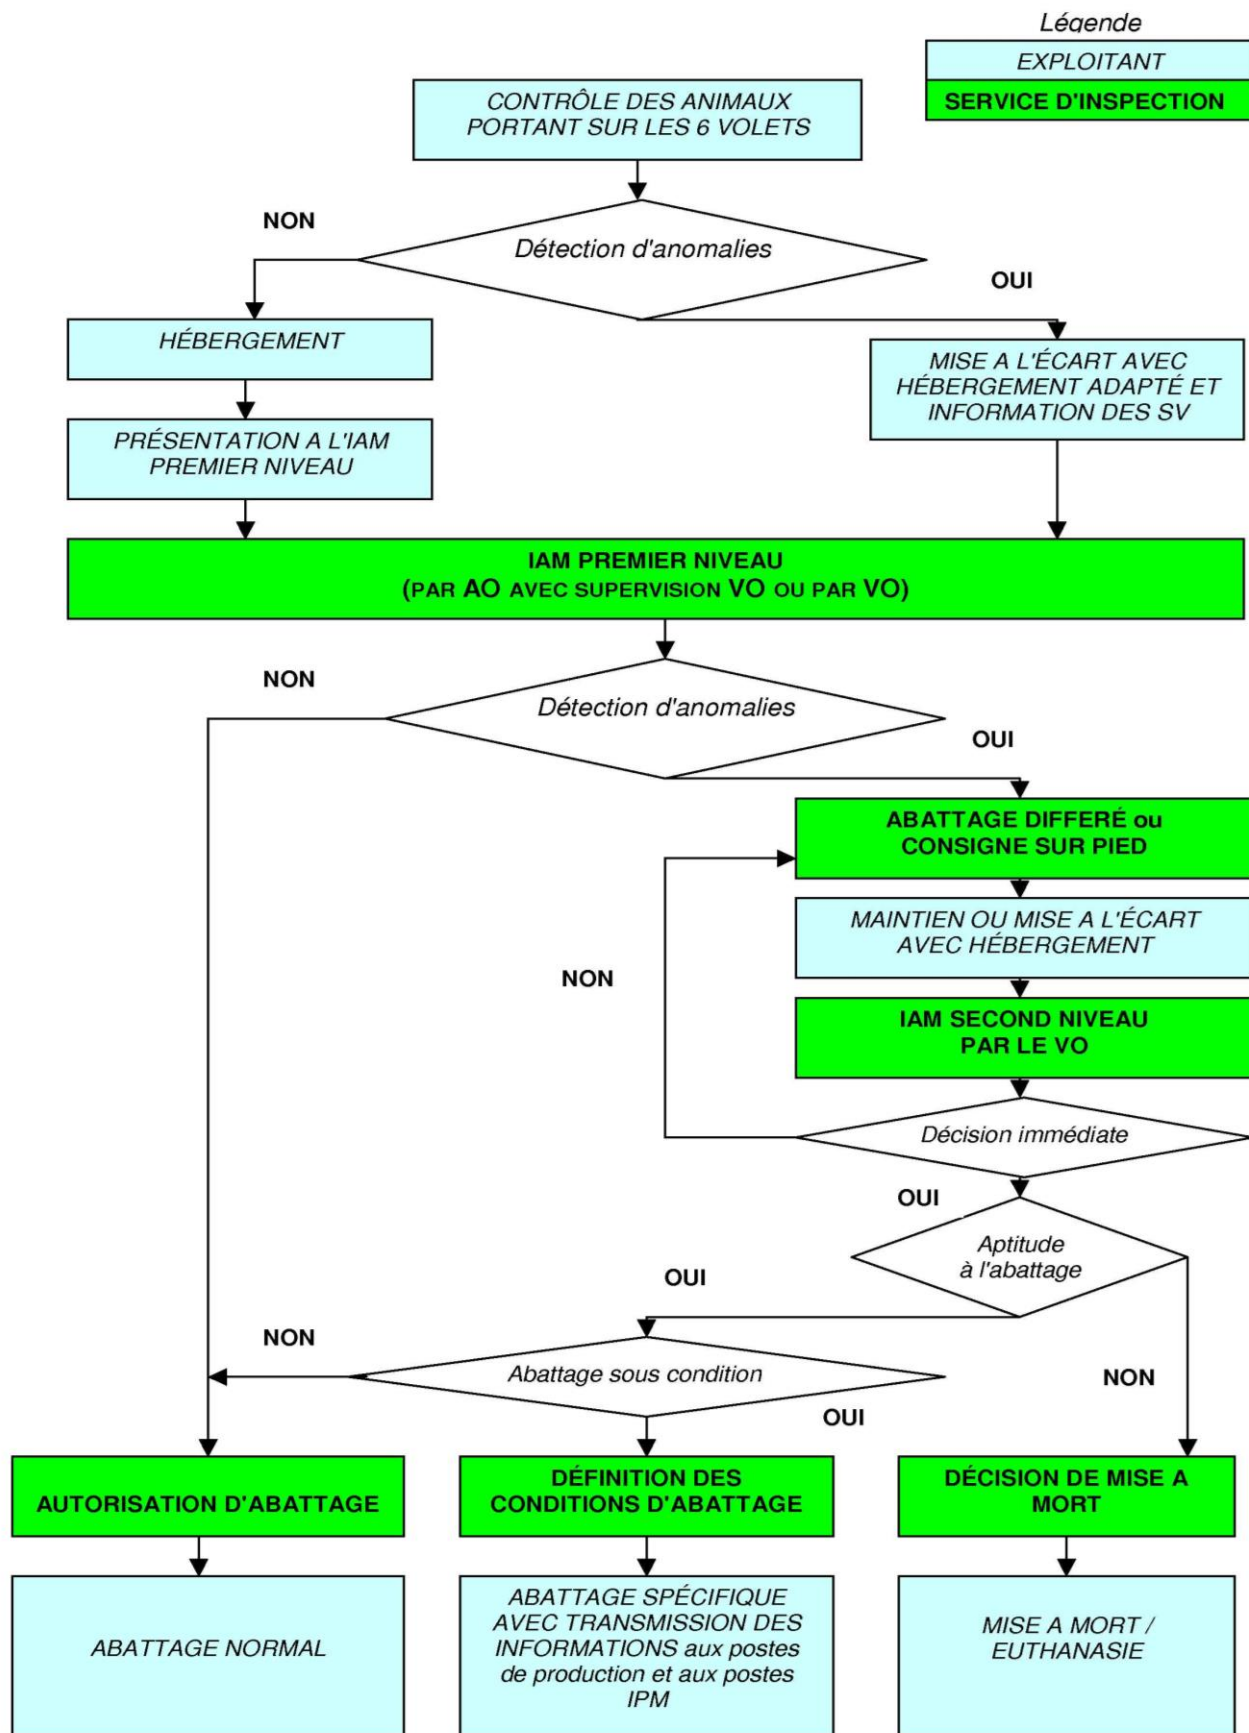 Légende
EXPLOITANT
SERVICE D'INSPECTION
CONTRÔLE DES ANIMAUX
PORTANT SUR LES 6 VOLETS
NON
Détection d'anomalies
OUI
HÉBERGEMENT
MISE A L'ÉCART AVEC
HÉBERGEMENT ADAPTÉ ET
INFORMATION DES SV
PRÉSENTATION A L'IAM
PREMIER NIVEAU
IAM PREMIER NIVEAU
(PAR AO AVEC SUPERVISION VO OU PAR VO)
NON
Détection d'anomalies
OUI
ABATTAGE DIFFERÉ ou
CONSIGNE SUR PIED
MAINTIEN OU MISE A L'ÉCART
AVEC HÉBERGEMENT
NON
IAM SECOND NIVEAU
PAR LE VO
Décision immédiate
OUI
Aptitude
à l'abattage
OUI
NON
Abattage sous condition
NON
OUI
AUTORISATION D'ABATTAGE
DÉFINITION DES
CONDITIONS D'ABATTAGE
DÉCISION DE MISE A
MORT
ABATTAGE NORMAL
ABATTAGE SPÉCIFIQUE
AVEC TRANSMISSION DES
INFORMATIONS aux postes
de production et aux postes
IPM
MISE A MORT /
EUTHANASIE